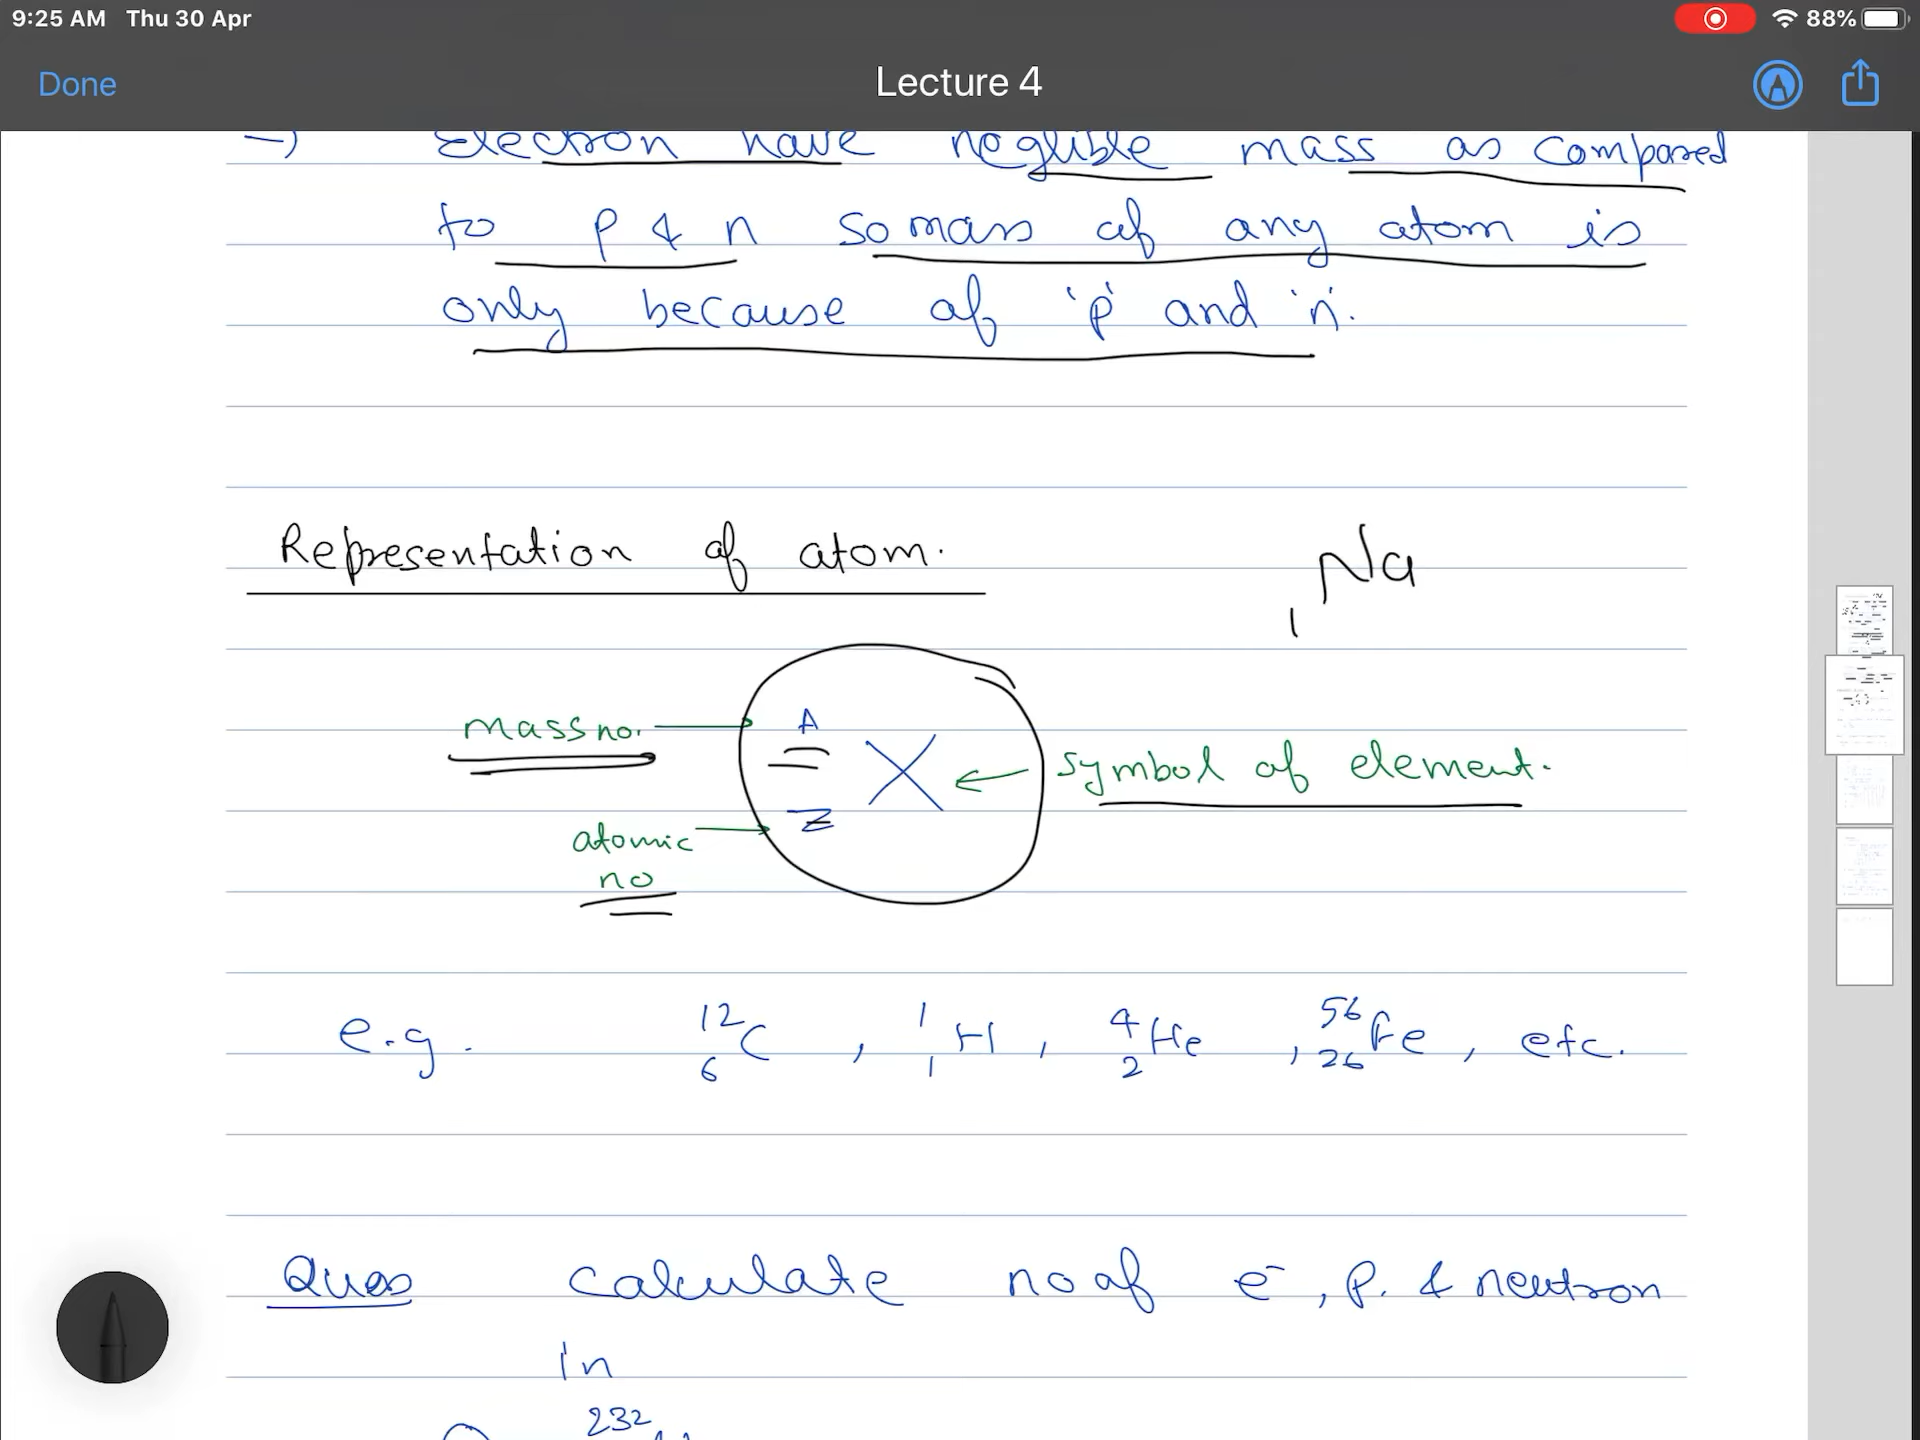 9:25 AM Thu 30 Apr
88%
Done
Lecture 4
→ Electron have neglible mass as compared
to p & n so mass of any atom is
only because of 'p' and 'n'.
Representation of atom.
Na
mass no.
A
X
symbol of element.
Z
atomic
no
e.g. 12 6 C , 1 1 H , 4 2 He , 56 26 Fe , etc.
Ques calculate no of e- , p. & neutron
in
232